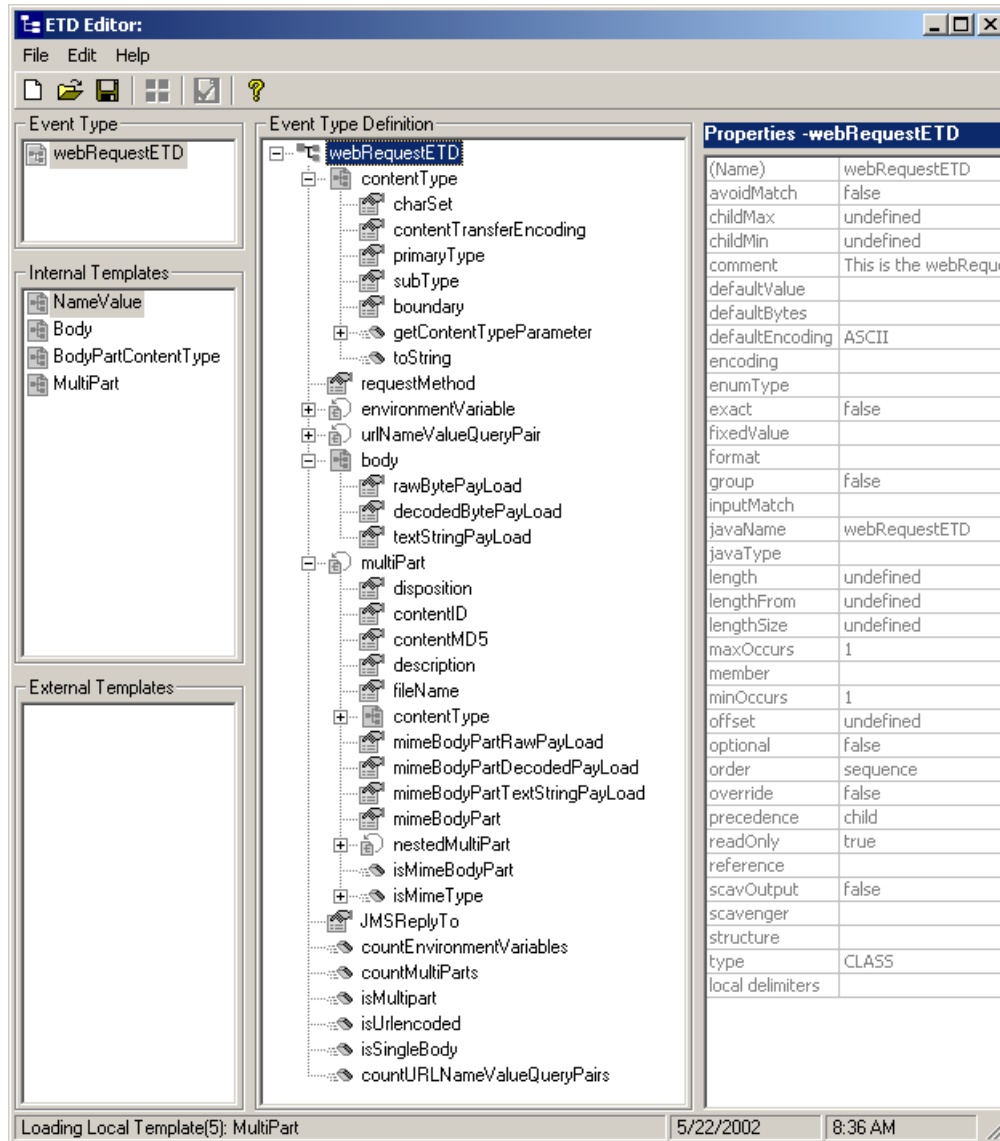 ETD Editor:
File Edit Help
Event Type
webRequestETD
Internal Templates
NameValue
Body
BodyPartContentType
MultiPart
External Templates
Event Type Definition
webRequestETD
contentType
charSet
contentTransferEncoding
primaryType
subType
boundary
getContentTypeParameter
toString
requestMethod
environmentVariable
urlNameValueQueryPair
body
rawBytePayLoad
decodedBytePayLoad
textStringPayLoad
multiPart
disposition
contentID
contentMD5
description
fileName
contentType
mimeBodyPartRawPayLoad
mimeBodyPartDecodedPayLoad
mimeBodyPartTextStringPayLoad
mimeBodyPart
nestedMultiPart
isMimeBodyPart
isMimeType
JMSReplyTo
countEnvironmentVariables
countMultiParts
isMultipart
isUrlencoded
isSingleBody
countURLNameValueQueryPairs
Properties -webRequestETD
(Name) webRequestETD
avoidMatch false
childMax undefined
childMin undefined
comment This is the webReque
defaultValue
defaultBytes
defaultEncoding ASCII
encoding
enumType
exact false
fixedValue
format
group false
inputMatch
javaName webRequestETD
javaType
length undefined
lengthFrom undefined
lengthSize undefined
maxOccurs 1
member
minOccurs 1
offset undefined
optional false
order sequence
override false
precedence child
readOnly true
reference
scavOutput false
scavenger
structure
type CLASS
local delimiters
Loading Local Template(5): MultiPart 5/22/2002 8:36 AM